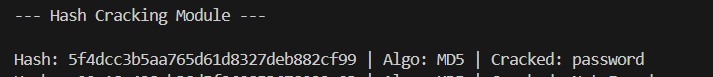 --- Hash Cracking Module ---
Hash: 5f4dcc3b5aa765d61d8327deb882cf99 | Algo: MD5 | Cracked: password